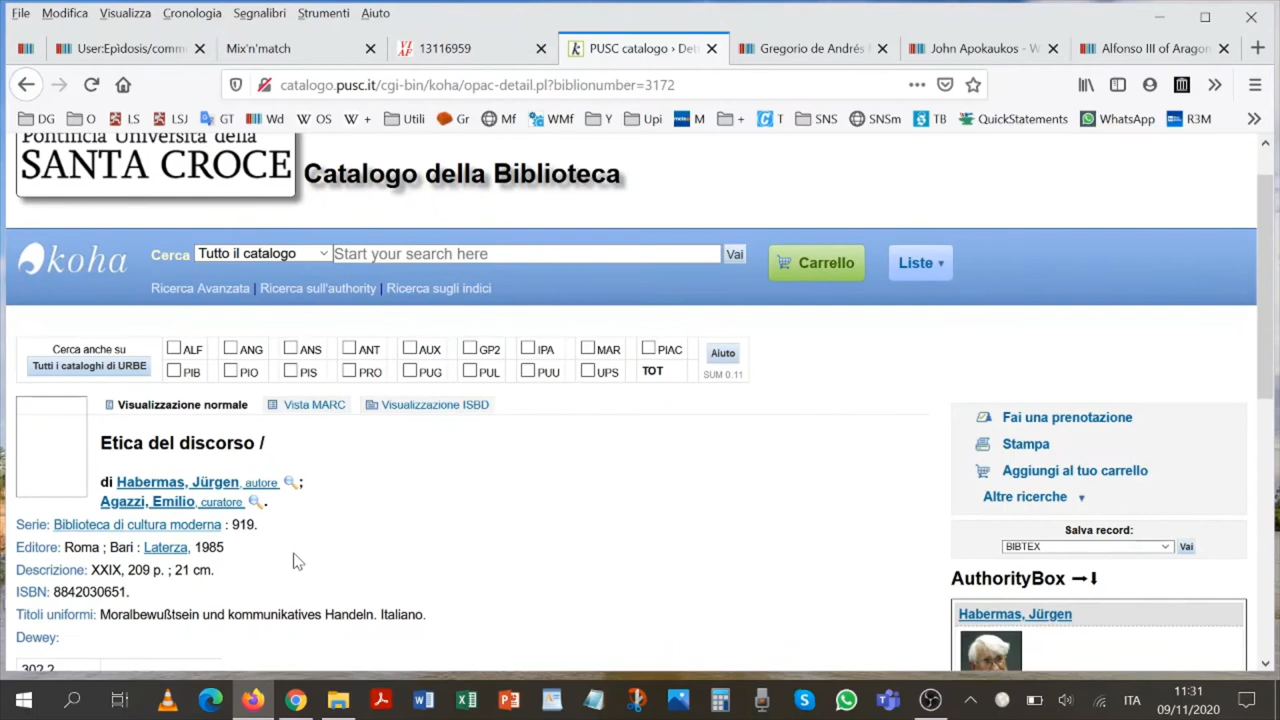 File Modifica Visualizza Cronologia Segnalibri Strumenti Aiuto
User:Epidosis/comm
Mix'n'match
VIAF 13116959
PUSC catalogo › Det
Gregorio de Andrés
John Apokaukos - W
Alfonso III of Aragon
catalogo.pusc.it/cgi-bin/koha/opac-detail.pl?biblionumber=3172
DG O LS LSJ GT Wd OS + Utili Gr Mf WMf Y Upi M + T SNS SNSm TB QuickStatements WhatsApp R3M
Pontificia Università della
SANTA CROCE
Catalogo della Biblioteca
koha
Cerca Tutto il catalogo Start your search here Vai
Carrello
Liste
Ricerca Avanzata | Ricerca sull'authority | Ricerca sugli indici
Cerca anche su
Tutti i cataloghi di URBE
ALF ANG ANS ANT AUX GP2 IPA MAR PIAC
PIB PIO PIS PRO PUG PUL PUU UPS TOT
Aiuto
SUM 0.11
Visualizzazione normale Vista MARC Visualizzazione ISBD
Etica del discorso /
di Habermas, Jürgen, autore ;
Agazzi, Emilio, curatore .
Serie: Biblioteca di cultura moderna : 919.
Editore: Roma ; Bari : Laterza, 1985
Descrizione: XXIX, 209 p. ; 21 cm.
ISBN: 8842030651.
Titoli uniformi: Moralbewußtsein und kommunikatives Handeln. Italiano.
Dewey:
302.2
Fai una prenotazione
Stampa
Aggiungi al tuo carrello
Altre ricerche
Salva record:
BIBTEX Vai
AuthorityBox
Habermas, Jürgen
ITA
11:31
09/11/2020